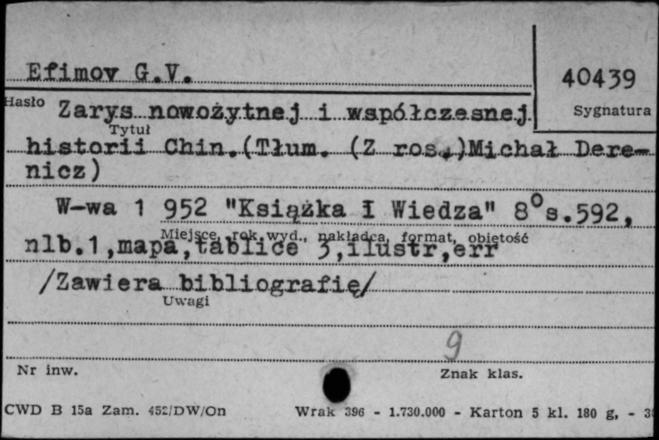 Efimov G.V.
40439
Hasło Zarys nowożytnej i współczesnej
Sygnatura
Tytuł
historii Chin.(Tłum. (Z ros.)Michał Dere-
nicz)
W-wa 1 952 "Książka I Wiedza" 8° s.592,
Miejsce, rok wyd., nakładca, format, objętość
nlb.1,mapa,tablice 3,ilustr,err
/Zawiera bibliografię/
Uwagi
9
Nr inw.
Znak klas.
CWD B 15a Zam. 452/DW/On Wrak 396 - 1.730.000 - Karton 5 kl. 180 g, -